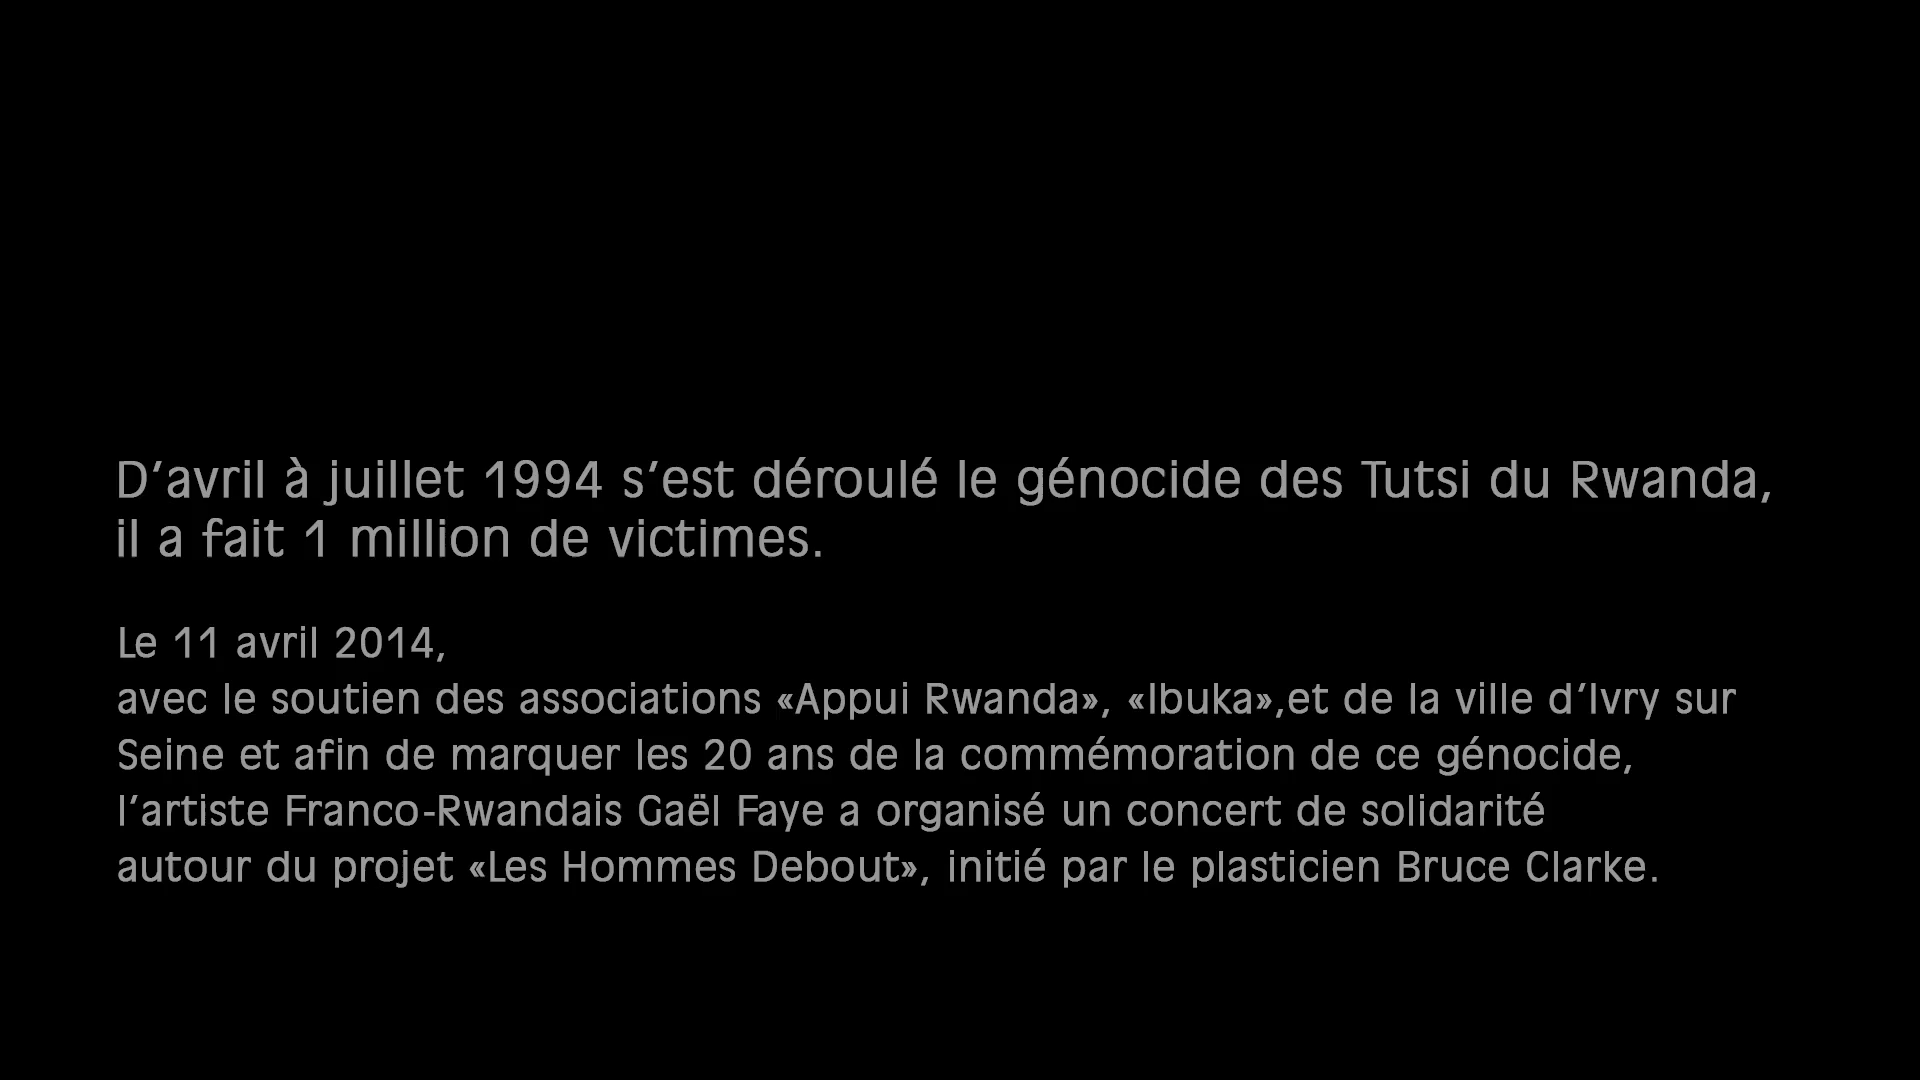 D’avril à juillet 1994 s’est déroulé le génocide des Tutsi du Rwanda,
il a fait 1 million de victimes.
Le 11 avril 2014,
avec le soutien des associations «Appui Rwanda», «Ibuka»,et de la ville d’Ivry sur
Seine et afin de marquer les 20 ans de la commémoration de ce génocide,
l’artiste Franco-Rwandais Gaël Faye a organisé un concert de solidarité
autour du projet «Les Hommes Debout», initié par le plasticien Bruce Clarke.